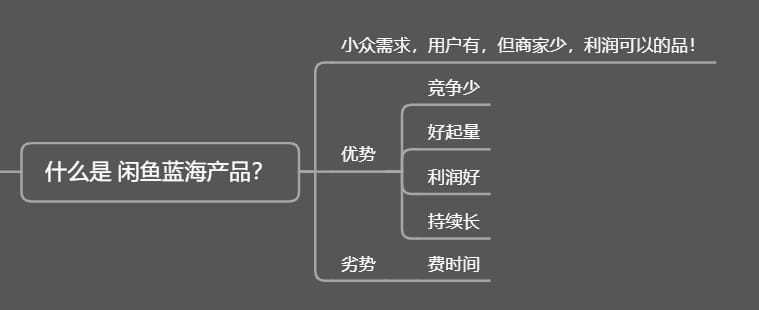 小众需求，用户有，但商家少，利润可以的品！
竞争少
好起量
优势
什么是 闲鱼蓝海产品？
利润好
持续长
劣势
费时间